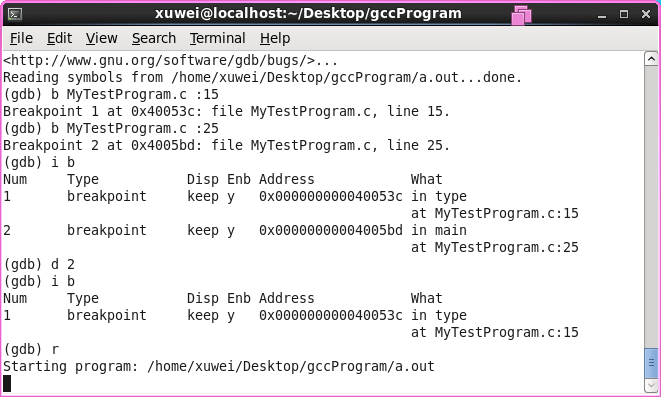 xuwei@localhost:~/Desktop/gccProgram
File Edit View Search Terminal Help
<http://www.gnu.org/software/gdb/bugs/>...
Reading symbols from /home/xuwei/Desktop/gccProgram/a.out...done.
(gdb) b MyTestProgram.c :15
Breakpoint 1 at 0x40053c: file MyTestProgram.c, line 15.
(gdb) b MyTestProgram.c :25
Breakpoint 2 at 0x4005bd: file MyTestProgram.c, line 25.
(gdb) i b
Num     Type           Disp Enb Address            What
1       breakpoint     keep y   0x000000000040053c in type
                                                   at MyTestProgram.c:15
2       breakpoint     keep y   0x00000000004005bd in main
                                                   at MyTestProgram.c:25
(gdb) d 2
(gdb) i b
Num     Type           Disp Enb Address            What
1       breakpoint     keep y   0x000000000040053c in type
                                                   at MyTestProgram.c:15
(gdb) r
Starting program: /home/xuwei/Desktop/gccProgram/a.out